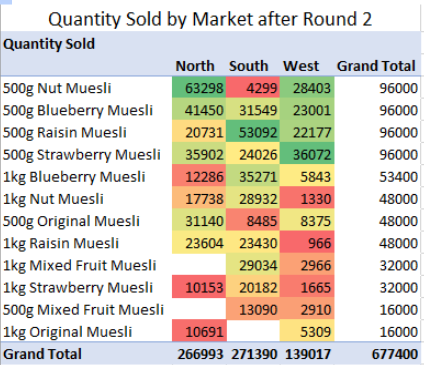 Quantity Sold by Market after Round 2
Quantity Sold
North South West Grand Total
500g Nut Muesli 63298 4299 28403 96000
500g Blueberry Muesli 41450 31549 23001 96000
500g Raisin Muesli 20731 53092 22177 96000
500g Strawberry Muesli 35902 24026 36072 96000
1kg Blueberry Muesli 12286 35271 5843 53400
1kg Nut Muesli 17738 28932 1330 48000
500g Original Muesli 31140 8485 8375 48000
1kg Raisin Muesli 23604 23430 966 48000
1kg Mixed Fruit Muesli 29034 2966 32000
1kg Strawberry Muesli 10153 20182 1665 32000
500g Mixed Fruit Muesli 13090 2910 16000
1kg Original Muesli 10691 5309 16000
Grand Total 266993 271390 139017 677400